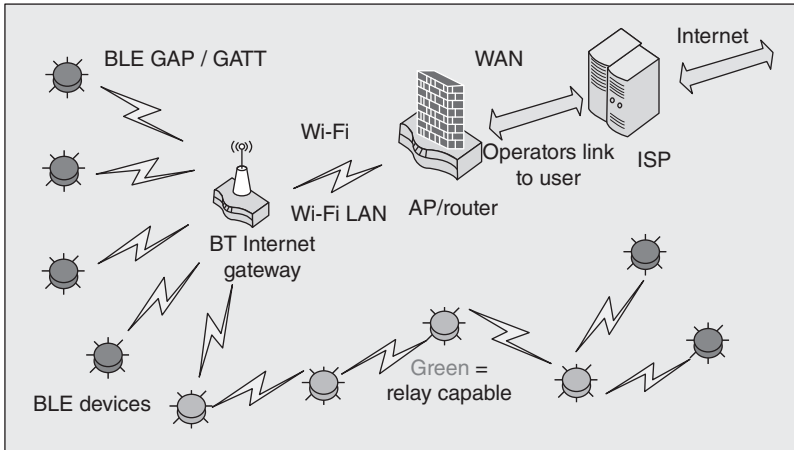 BLE GAP / GATT
WAN
Internet
Wi-Fi
Operators link
to user
ISP
Wi-Fi LAN
AP/router
BT Internet
gateway
Green =
relay capable
BLE devices